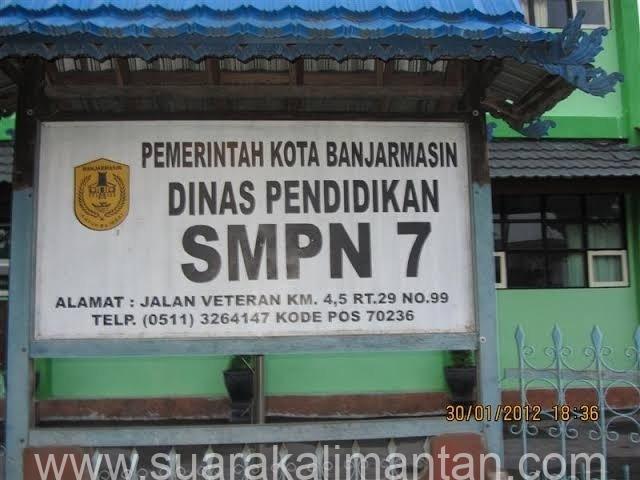 PEMERINTAH KOTA BANJARMASIN
DINAS PENDIDIKAN
SMPN 7
ALAMAT : JALAN VETERAN KM. 4,5 RT.29 NO.99
TELP. (0511) 3264147 KODE POS 70236
BANJARMASIN
30/01/2012 18:36
www.suarakalimantan.com